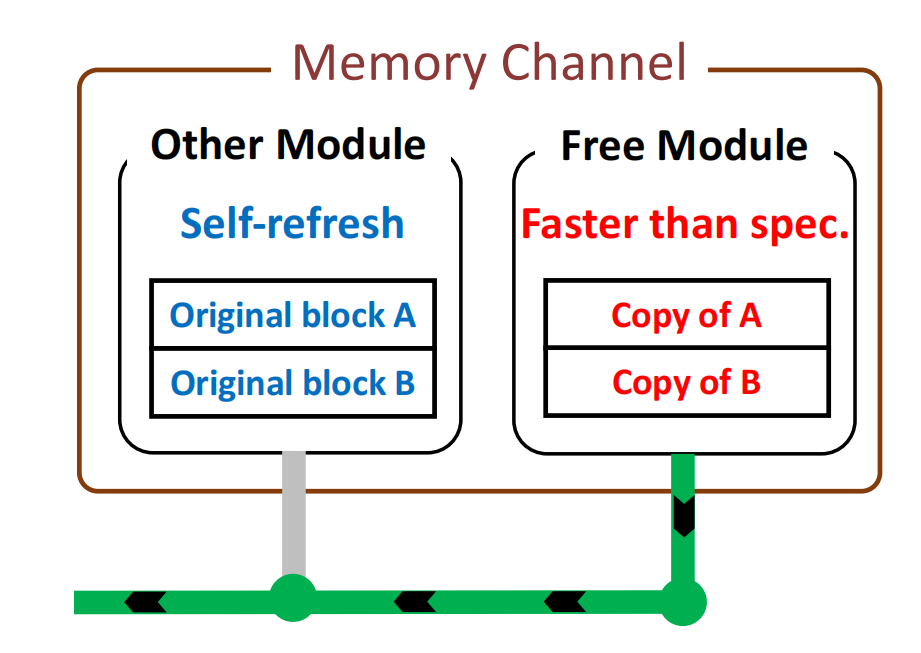 Memory Channel
Other Module
Self-refresh
Original block A
Original block B
Free Module
Faster than spec.
Copy of A
Copy of B